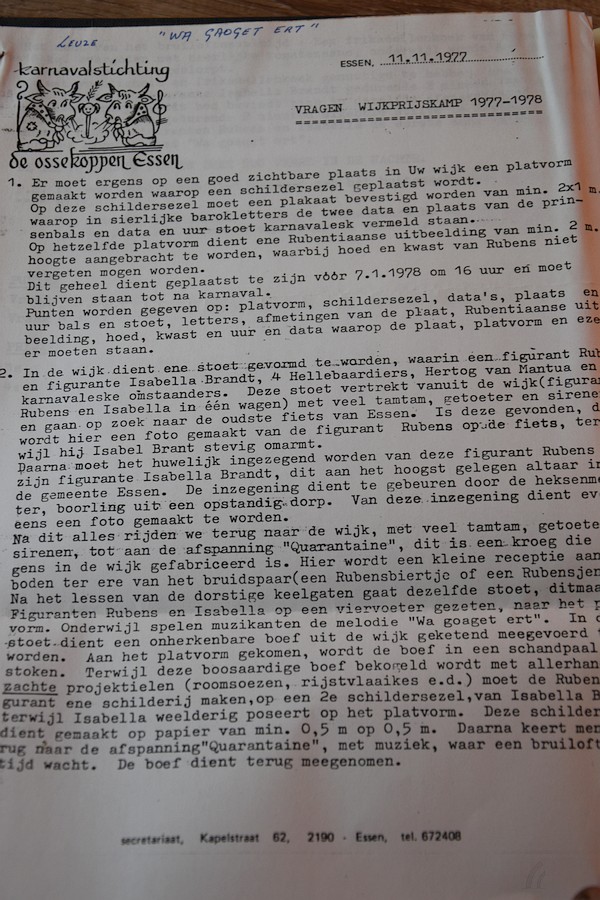 LEUZE "WA GAOGET ERT"
karnavalstichting
de ossekoppen Essen
ESSEN, 11.11.1977
VRAGEN WIJKPRIJSKAMP 1977-1978
1. Er moet ergens op een goed zichtbare plaats in Uw wijk een platvorm
gemaakt worden waarop een schildersezel geplaatst wordt.
Op deze schildersezel moet een plakaat bevestigd worden van min. 2x1 m.
waarop in sierlijke barokletters de twee data en plaats van de prin-
senbals en data en uur stoet karnavalesk vermeld staan.
Op hetzelfde platvorm dient ene Rubentiaanse uitbeelding van min. 2 m.
hoogte aangebracht te worden, waarbij hoed en kwast van Rubens niet
vergeten mogen worden.
Dit geheel dient geplaatst te zijn vóór 7.1.1978 om 16 uur en moet
blijven staan tot na karnaval.
Punten worden gegeven op: platvorm, schildersezel, data's, plaats en
uur bals en stoet, letters, afmetingen van de plaat, Rubentiaanse uit
beelding, hoed, kwast en uur en data waarop de plaat, platvorm en eze
er moeten staan.
2. In de wijk dient ene stoet gevormd te worden, waarin een figurant Rub
en figurante Isabella Brandt, 4 Hellebaardiers, Hertog van Mantua en
karnavaleske omstaanders. Deze stoet vertrekt vanuit de wijk(figura
Rubens en Isabella in één wagen) met veel tamtam, getoeter en sirene
en gaan op zoek naar de oudste fiets van Essen. Is deze gevonden, d
wordt hier een foto gemaakt van de figurant Rubens op de fiets, ter
wijl hij Isabel Brant stevig omarmt.
Daarna moet het huwelijk ingezegend worden van deze figurant Rubens
zijn figurante Isabella Brandt, dit aan het hoogst gelegen altaar in
de gemeente Essen. De inzegening dient te gebeuren door de heksenme
ter, boorling uit een opstandig dorp. Van deze inzegening dient ev
eens een foto gemaakt te worden.
Na dit alles rijden we terug naar de wijk, met veel tamtam, getoete
sirenen, tot aan de afspanning "Quarantaine", dit is een kroeg die
gens in de wijk gefabriceerd is. Hier wordt een kleine receptie aan
boden ter ere van het bruidspaar(een Rubensbiertje of een Rubensjen
Na het lessen van de dorstige keelgaten gaat dezelfde stoet, ditmaa
Figuranten Rubens en Isabella op een viervoeter gezeten, naar het p
vorm. Onderwijl spelen muzikanten de melodie "Wa goaget ert". In d
stoet dient een onherkenbare boef uit de wijk geketend meegevoerd t
worden. Aan het platvorm gekomen, wordt de boef in een schandpaal
stoken. Terwijl deze boosaardige boef bekogeld wordt met allerhan
zachte projektielen (roomsoezen, rijstvlaaikes e.d.) moet de Ruben
gurant ene schilderij maken,op een 2e schildersezel,van Isabella B
terwijl Isabella weelderig poseert op het platvorm. Deze schilder
dient gemaakt op papier van min. 0,5 m op 0,5 m. Daarna keert men
rug naar de afspanning"Quarantaine", met muziek, waar een bruiloft
tijd wacht. De boef dient terug meegenomen.
secretariaat, Kapelstraat 62, 2190 - Essen, tel. 672408